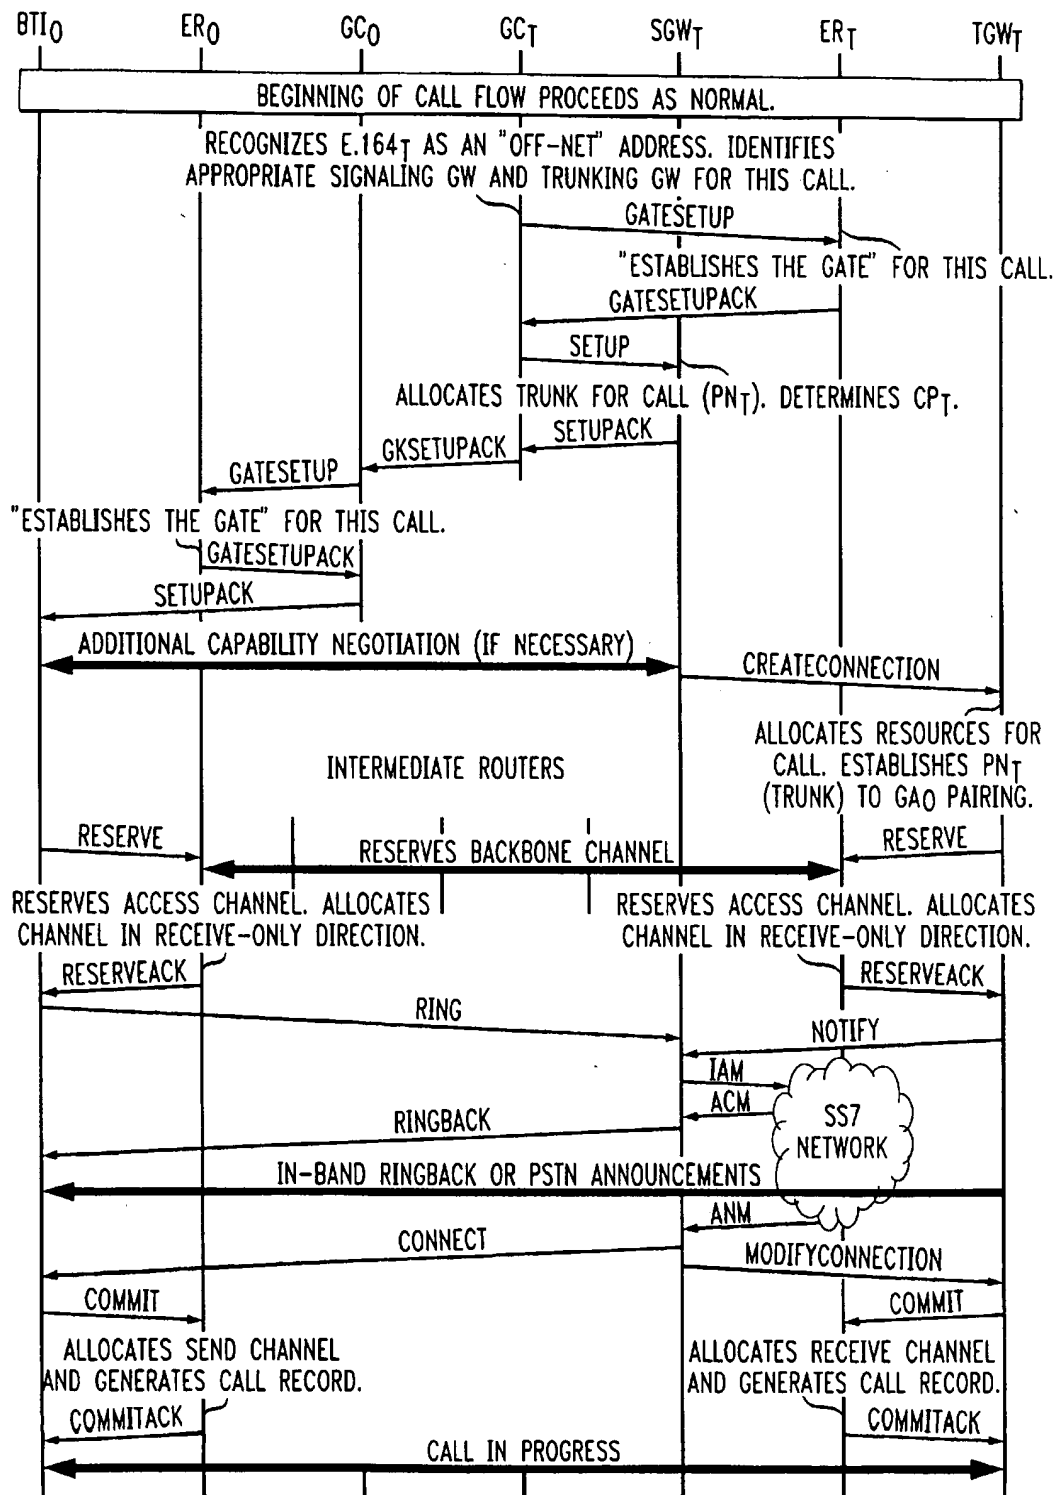 BTIO ERO GCO GCT SGWT ERT TGWT
BEGINNING OF CALL FLOW PROCEEDS AS NORMAL.
RECOGNIZES E.164T AS AN "OFF-NET" ADDRESS. IDENTIFIES
APPROPRIATE SIGNALING GW AND TRUNKING GW FOR THIS CALL.
GATESETUP
"ESTABLISHES THE GATE" FOR THIS CALL.
GATESETUPACK
SETUP
ALLOCATES TRUNK FOR CALL (PNT). DETERMINES CPT.
SETUPACK
GKSETUPACK
GATESETUP
"ESTABLISHES THE GATE" FOR THIS CALL.
GATESETUPACK
SETUPACK
ADDITIONAL CAPABILITY NEGOTIATION (IF NECESSARY)
CREATECONNECTION
ALLOCATES RESOURCES FOR
CALL. ESTABLISHES PNT
(TRUNK) TO GAO PAIRING.
INTERMEDIATE ROUTERS
RESERVE
RESERVES BACKBONE CHANNEL
RESERVE
RESERVES ACCESS CHANNEL. ALLOCATES
CHANNEL IN RECEIVE-ONLY DIRECTION.
RESERVES ACCESS CHANNEL. ALLOCATES
CHANNEL IN RECEIVE-ONLY DIRECTION.
RESERVEACK
RESERVEACK
RING
NOTIFY
IAM
ACM
SS7
NETWORK
RINGBACK
IN-BAND RINGBACK OR PSTN ANNOUNCEMENTS
ANM
CONNECT
MODIFYCONNECTION
COMMIT
COMMIT
ALLOCATES SEND CHANNEL
AND GENERATES CALL RECORD.
ALLOCATES RECEIVE CHANNEL
AND GENERATES CALL RECORD.
COMMITACK
COMMITACK
CALL IN PROGRESS